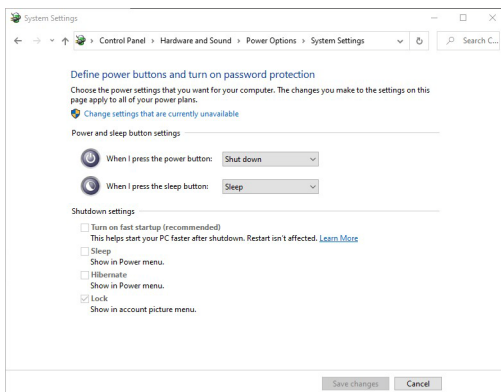 System Settings
Control Panel > Hardware and Sound > Power Options > System Settings
Search C...
Define power buttons and turn on password protection
Choose the power settings that you want for your computer. The changes you make to the settings on this
page apply to all of your power plans.
Change settings that are currently unavailable
Power and sleep button settings
When I press the power button: Shut down
When I press the sleep button: Sleep
Shutdown settings
Turn on fast startup (recommended)
This helps start your PC faster after shutdown. Restart isn't affected. Learn More
Sleep
Show in Power menu.
Hibernate
Show in Power menu.
Lock
Show in account picture menu.
Save changes Cancel